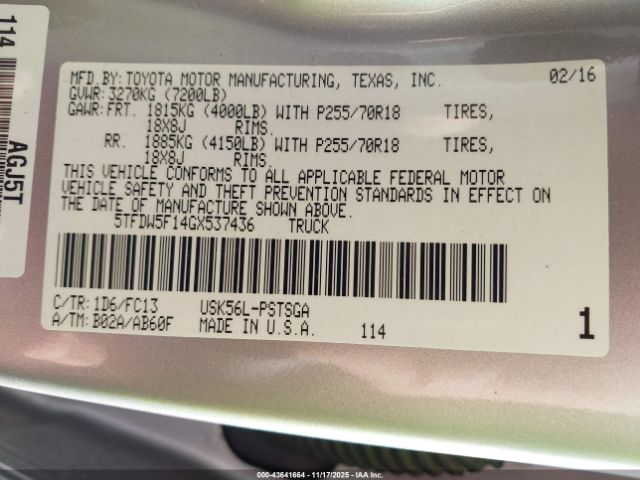 114
AGJ5T
MFD.BY: TOYOTA MOTOR MANUFACTURING, TEXAS, INC. 02/16
GVWR: 3270KG (7200LB)
GAWR: FRT. 1815KG (4000LB) WITH P255/70R18 TIRES,
18X8J RIMS.
RR. 1885KG (4150LB) WITH P255/70R18 TIRES,
18X8J RIMS.
THIS VEHICLE CONFORMS TO ALL APPLICABLE FEDERAL MOTOR
VEHICLE SAFETY AND THEFT PREVENTION STANDARDS IN EFFECT ON
THE DATE OF MANUFACTURE SHOWN ABOVE.
5TFDW5F14GX537436 TRUCK
C/TR: 1D6/FC13 USK56L-PSTSGA
A/TM: B02A/AB60F MADE IN U.S.A. 114 1
000-43641664 - 11/17/2025 - IAAI.COM